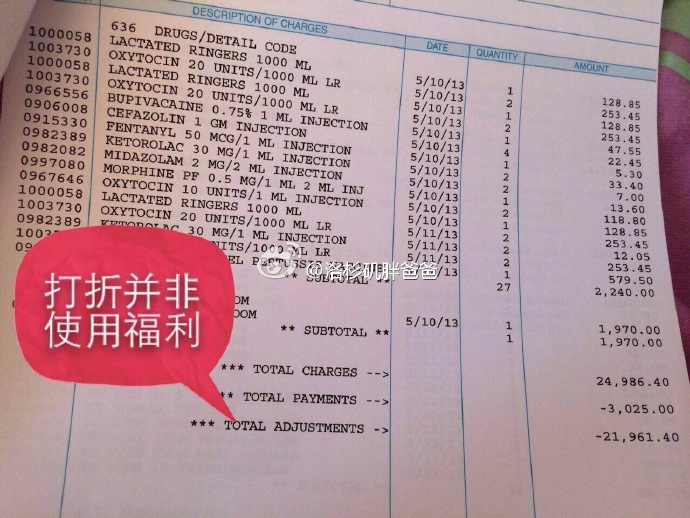 DESCRIPTION OF CHARGES DATE QUANTITY AMOUNT
636 DRUGS/DETAIL CODE
1000058 LACTATED RINGERS 1000 ML 5/10/13 1 128.85
1003730 OXYTOCIN 20 UNITS/1000 ML LR 5/10/13 2 253.45
1000058 LACTATED RINGERS 1000 ML 5/10/13 1 128.85
1003730 OXYTOCIN 20 UNITS/1000 ML LR 5/10/13 2 253.45
0966556 BUPIVACAINE 0.75% 1 ML INJECTION 5/10/13 1 47.55
0906008 CEFAZOLIN 1 GM INJECTION 5/10/13 4 22.45
0915330 FENTANYL 50 MCG/1 ML INJECTION 5/10/13 1 5.30
0982389 KETOROLAC 30 MG/1 ML INJECTION 5/10/13 2 33.40
0982082 MIDAZOLAM 2 MG/2 ML INJECTION 5/10/13 2 7.00
0997080 MORPHINE PF 0.5 MG/1 ML 2 ML INJ 5/10/13 1 13.60
0967646 OXYTOCIN 10 UNITS/1 ML INJECTION 5/10/13 2 118.80
1000058 LACTATED RINGERS 1000 ML 5/10/13 1 128.85
1003730 OXYTOCIN 20 UNITS/1000 ML LR 5/11/13 2 253.45
0982389 KETOROLAC 30 MG/1 ML INJECTION 5/11/13 2 12.05
UNITS/1000 ML LR 5/11/13 2 253.45
PERTUSSIS 5/13 1 579.50
** SUBTOTAL ** 27 2,240.00
OOM 5/10/13 1 1,970.00
** SUBTOTAL ** 1 1,970.00
*** TOTAL CHARGES --> 24,986.40
** TOTAL PAYMENTS --> -3,025.00
*** TOTAL ADJUSTMENTS -> -21,961.40
打折并非
使用福利
@洛杉矶胖爸爸